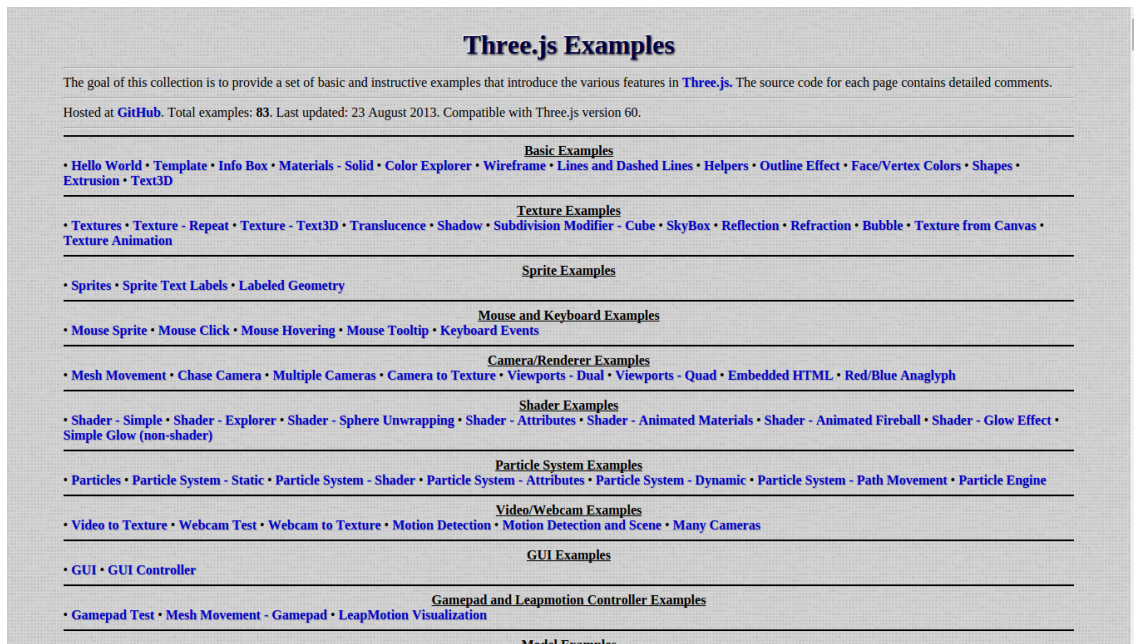 Three.js Examples
The goal of this collection is to provide a set of basic and instructive examples that introduce the various features in Three.js. The source code for each page contains detailed comments.
Hosted at GitHub. Total examples: 83. Last updated: 23 August 2013. Compatible with Three.js version 60.
Basic Examples
• Hello World • Template • Info Box • Materials - Solid • Color Explorer • Wireframe • Lines and Dashed Lines • Helpers • Outline Effect • Face/Vertex Colors • Shapes •
Extrusion • Text3D
Texture Examples
• Textures • Texture - Repeat • Texture - Text3D • Translucence • Shadow • Subdivision Modifier - Cube • SkyBox • Reflection • Refraction • Bubble • Texture from Canvas •
Texture Animation
Sprite Examples
• Sprites • Sprite Text Labels • Labeled Geometry
Mouse and Keyboard Examples
• Mouse Sprite • Mouse Click • Mouse Hovering • Mouse Tooltip • Keyboard Events
Camera/Renderer Examples
• Mesh Movement • Chase Camera • Multiple Cameras • Camera to Texture • Viewports - Dual • Viewports - Quad • Embedded HTML • Red/Blue Anaglyph
Shader Examples
• Shader - Simple • Shader - Explorer • Shader - Sphere Unwrapping • Shader - Attributes • Shader - Animated Materials • Shader - Animated Fireball • Shader - Glow Effect •
Simple Glow (non-shader)
Particle System Examples
• Particles • Particle System - Static • Particle System - Shader • Particle System - Attributes • Particle System - Dynamic • Particle System - Path Movement • Particle Engine
Video/Webcam Examples
• Video to Texture • Webcam Test • Webcam to Texture • Motion Detection • Motion Detection and Scene • Many Cameras
GUI Examples
• GUI • GUI Controller
Gamepad and Leapmotion Controller Examples
• Gamepad Test • Mesh Movement - Gamepad • LeapMotion Visualization
Model Examples